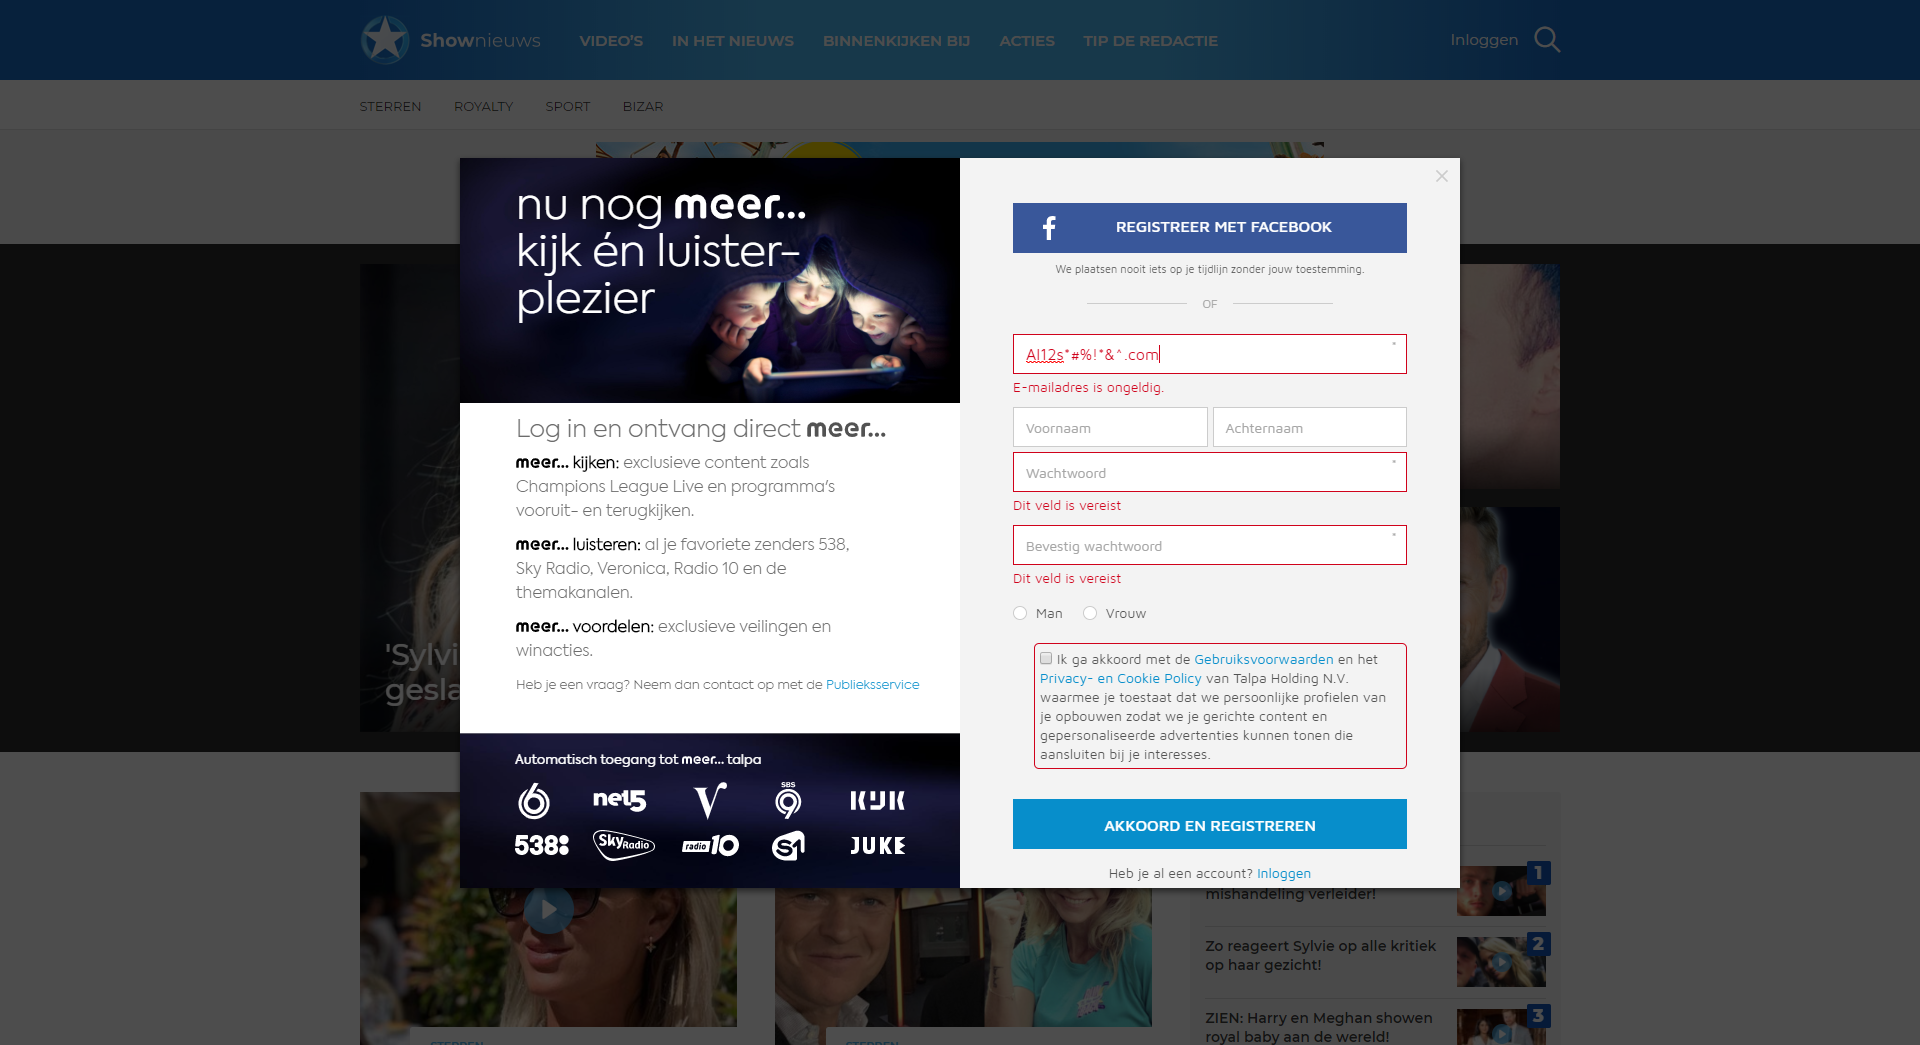 Shownieuws
VIDEO'S
IN HET NIEUWS
BINNENKIJKEN BIJ
ACTIES
TIP DE REDACTIE
Inloggen
STERREN
ROYALTY
SPORT
BIZAR
nu nog meer...
kijk én luister-
plezier
Log in en ontvang direct meer...
meer... kijken: exclusieve content zoals
Champions League Live en programma's
vooruit- en terugkijken.
meer... luisteren: al je favoriete zenders 538,
Sky Radio, Veronica, Radio 10 en de
themakanalen.
meer... voordelen: exclusieve veilingen en
winacties.
Heb je een vraag? Neem dan contact op met de Publieksservice
Automatisch toegang tot meer... talpa
6
net5
V
SBS
9
KIJK
538
Sky Radio
radio 10
S1
JUKE
REGISTREER MET FACEBOOK
We plaatsen nooit iets op je tijdlijn zonder jouw toestemming.
OF
Al12s*#%!*&^.com
*
E-mailadres is ongeldig.
Voornaam
Achternaam
Wachtwoord
*
Dit veld is vereist
Bevestig wachtwoord
*
Dit veld is vereist
Man
Vrouw
Ik ga akkoord met de Gebruiksvoorwaarden en het
Privacy- en Cookie Policy van Talpa Holding N.V.
waarmee je toestaat dat we persoonlijke profielen van
je opbouwen zodat we je gerichte content en
gepersonaliseerde advertenties kunnen tonen die
aansluiten bij je interesses.
AKKOORD EN REGISTREREN
Heb je al een account? Inloggen
'Sylvi
gesla
mishandeling verleider!
1
Zo reageert Sylvie op alle kritiek
op haar gezicht!
2
ZIEN: Harry en Meghan showen
royal baby aan de wereld!
3